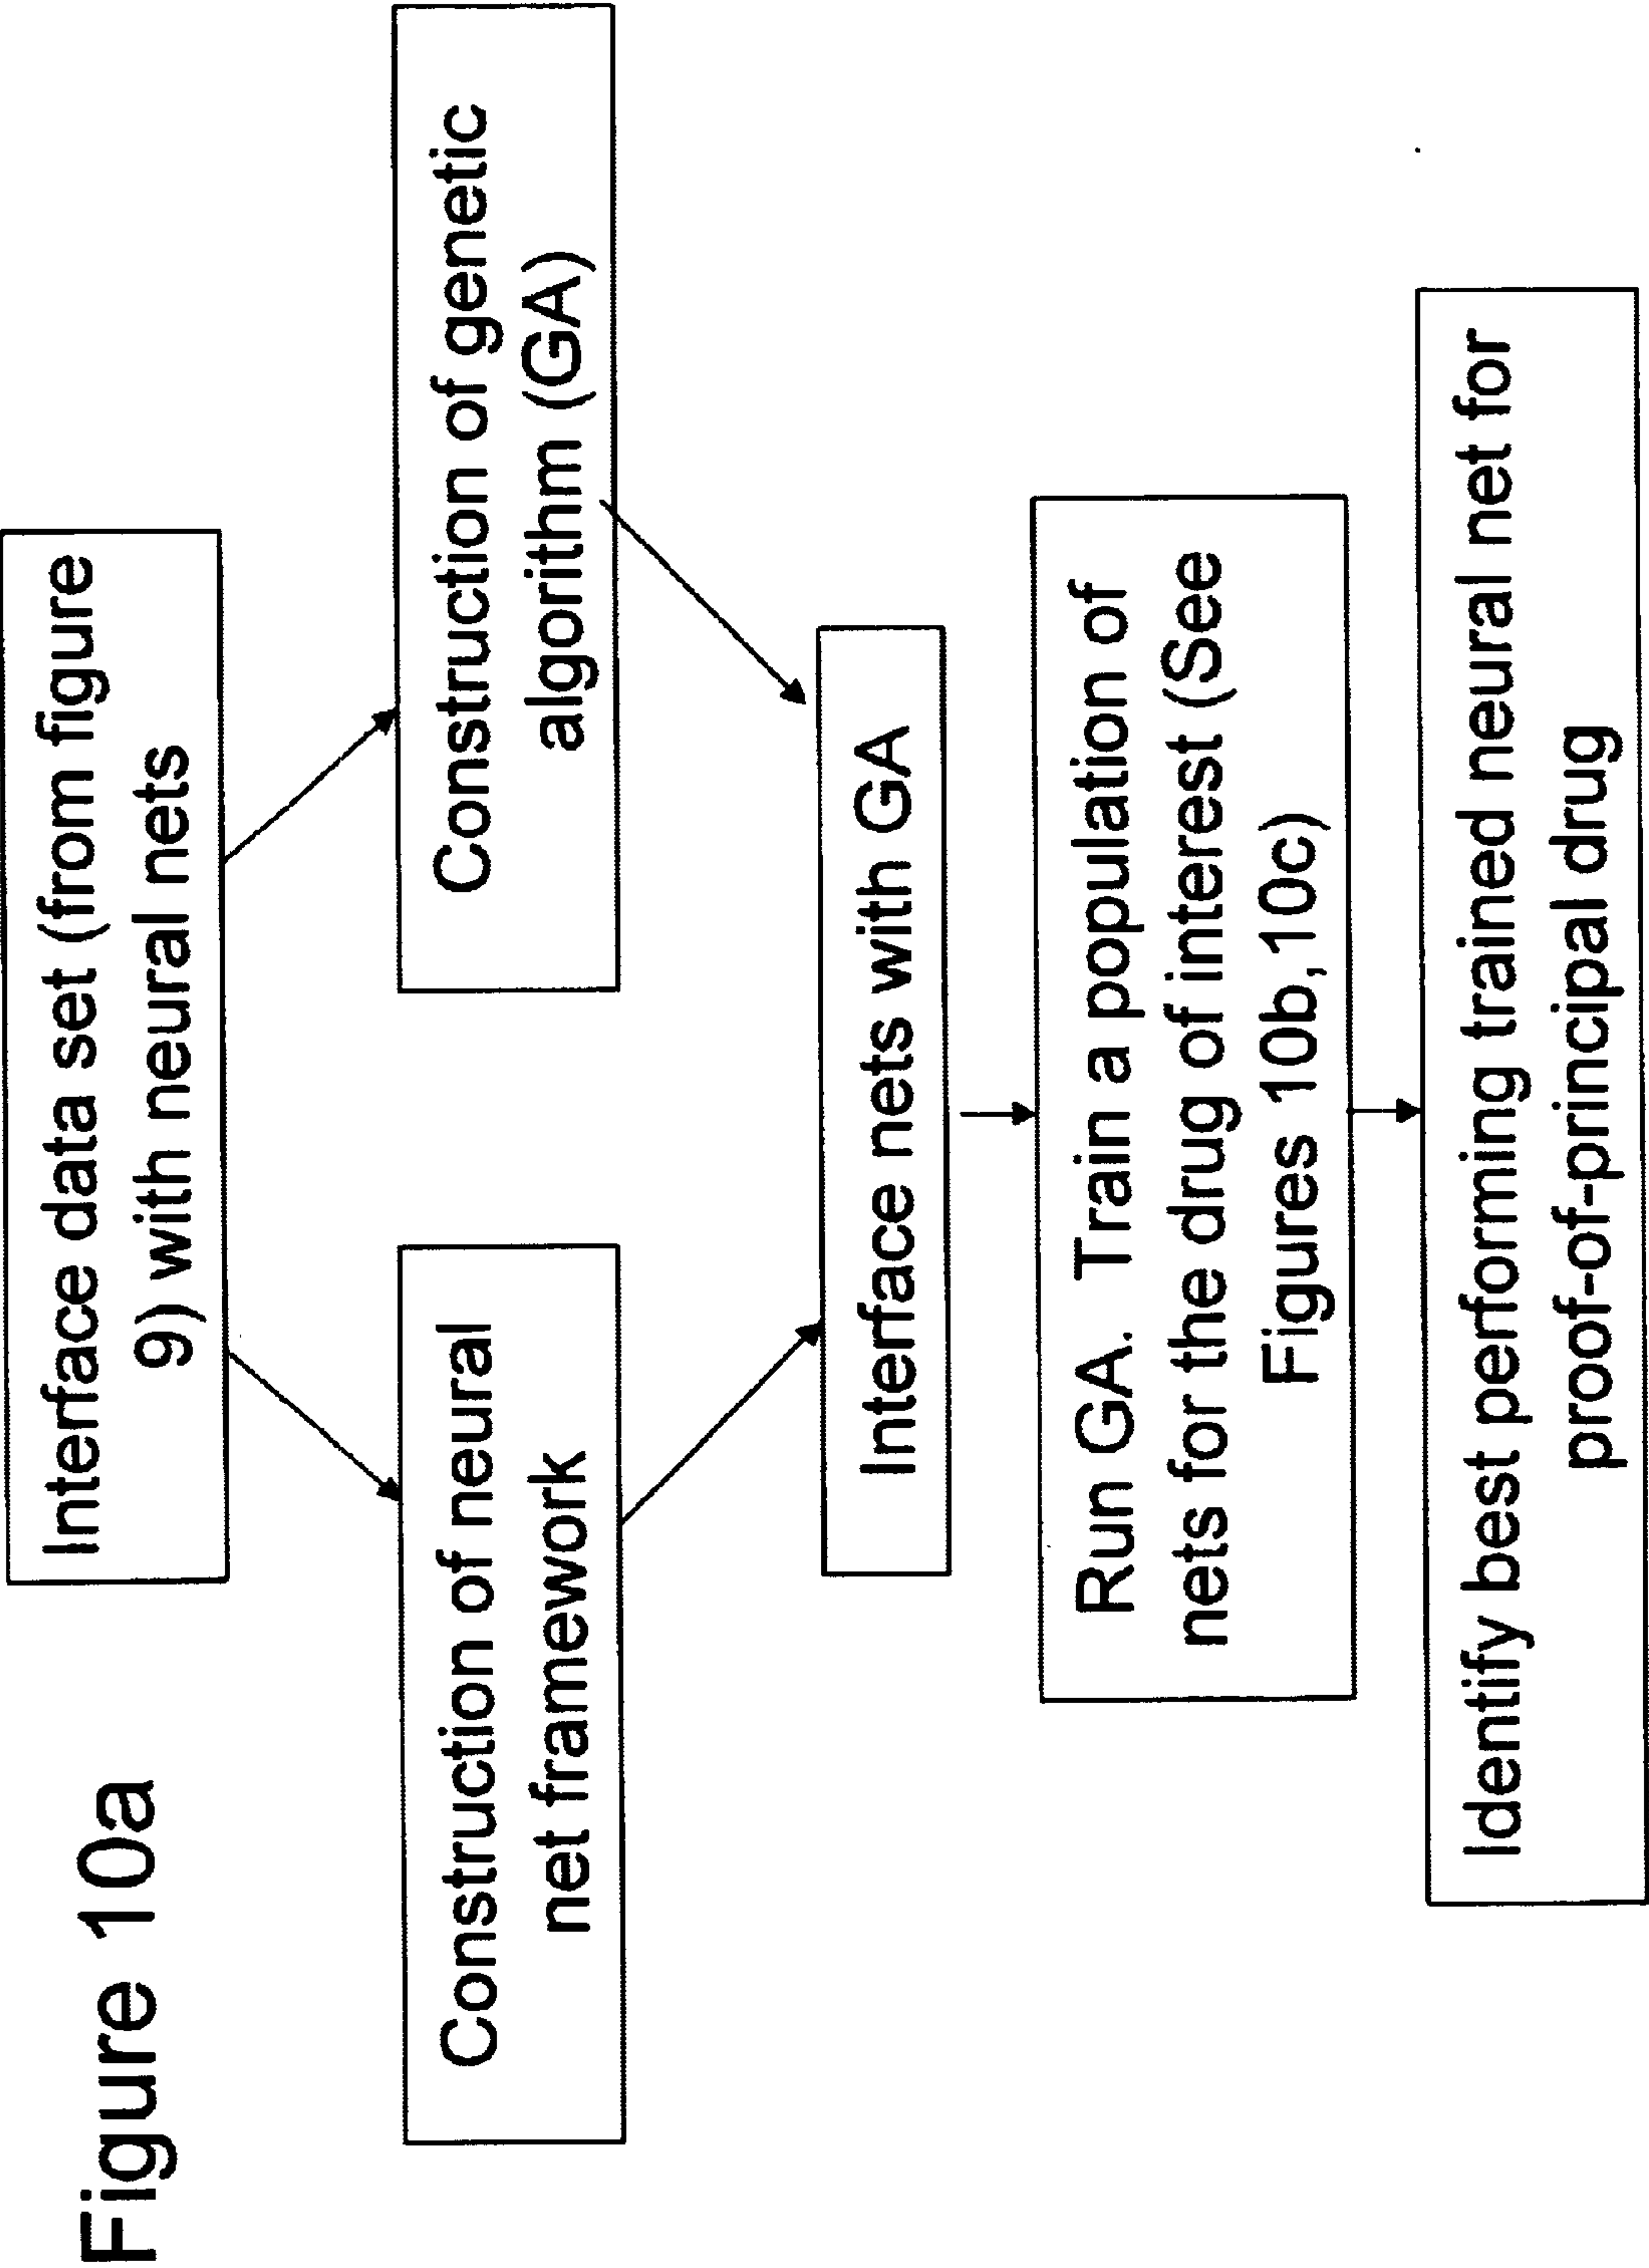 Figure 10a
Interface data set (from figure
9) with neural nets
Construction of neural
net framework
Construction of genetic
algorithm (GA)
Interface nets with GA
Run GA. Train a population of
nets for the drug of interest (See
Figures 10b,10c)
Identify best performing trained neural net for
proof-of-principal drug